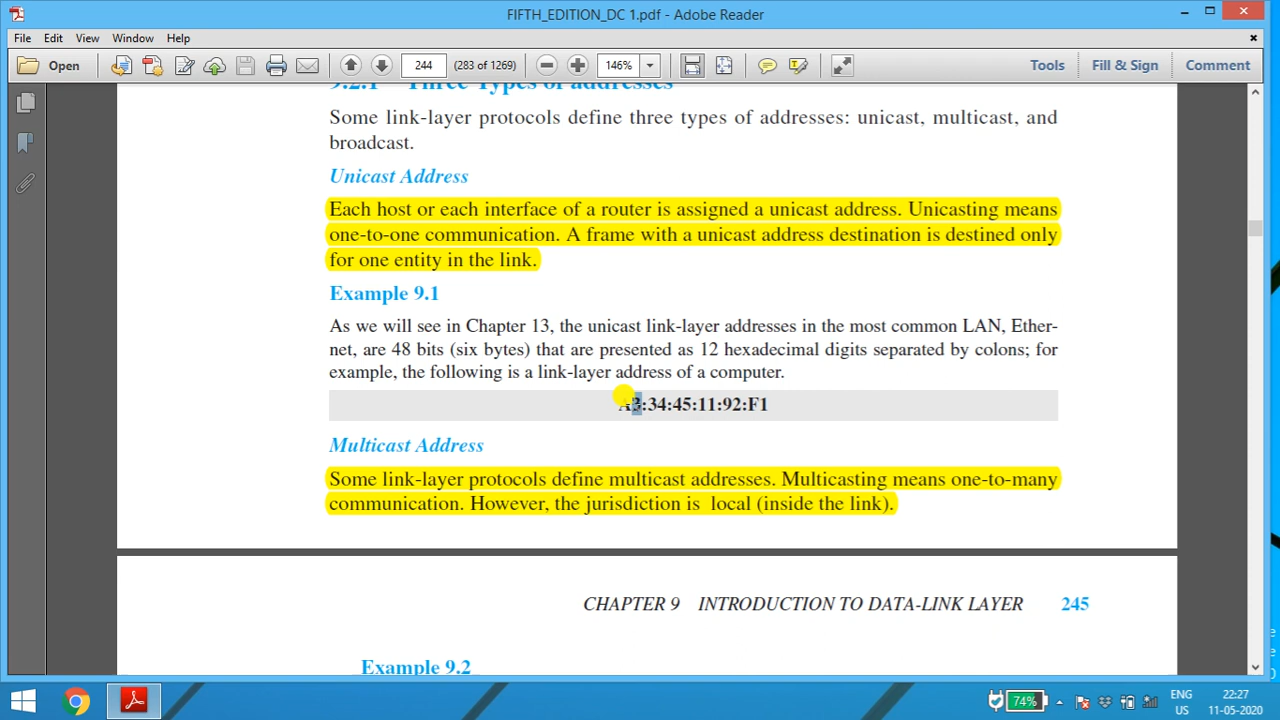 FIFTH_EDITION_DC 1.pdf - Adobe Reader
File Edit View Window Help
Open 244 (283 of 1269) 146% Tools Fill & Sign Comment
9.2.1 Three Types of addresses
Some link-layer protocols define three types of addresses: unicast, multicast, and
broadcast.
Unicast Address
Each host or each interface of a router is assigned a unicast address. Unicasting means
one-to-one communication. A frame with a unicast address destination is destined only
for one entity in the link.
Example 9.1
As we will see in Chapter 13, the unicast link-layer addresses in the most common LAN, Ether-
net, are 48 bits (six bytes) that are presented as 12 hexadecimal digits separated by colons; for
example, the following is a link-layer address of a computer.
A3:34:45:11:92:F1
Multicast Address
Some link-layer protocols define multicast addresses. Multicasting means one-to-many
communication. However, the jurisdiction is local (inside the link).
CHAPTER 9 INTRODUCTION TO DATA-LINK LAYER 245
Example 9.2
74% ENG 22:27
US 11-05-2020